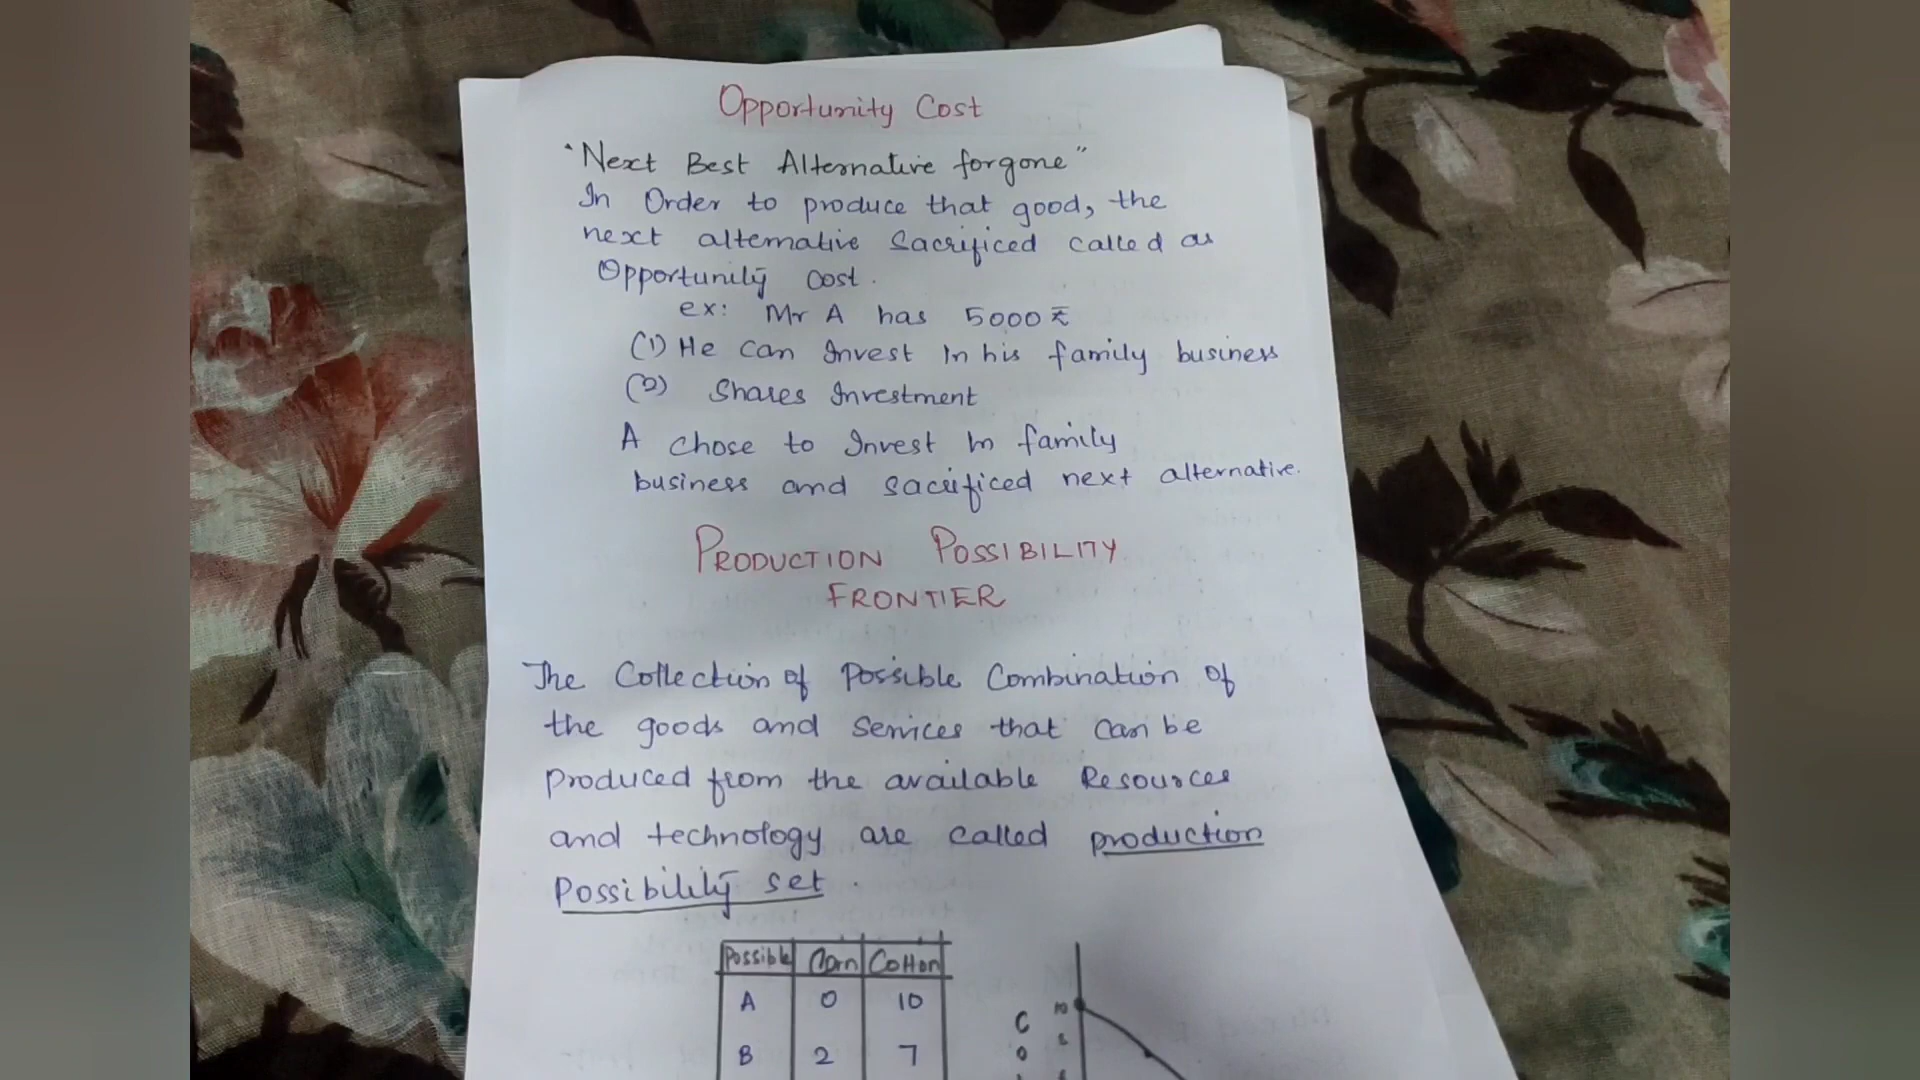 Opportunity Cost
"Next Best Alternative forgone"
In Order to produce that good, the
next alternative Sacrificed called as
Opportunity Cost.
ex: Mr A has 5000 ₹
(1) He can Invest in his family business
(2) Shares Investment
A chose to Invest in family
business and sacrificed next alternative.
PRODUCTION POSSIBILITY
FRONTIER
The Collection of Possible Combination of
the goods and services that can be
produced from the available Resources
and technology are called production
Possibility set.
Possible Corn Cotton
A 0 10
B 2 7
C 10
o